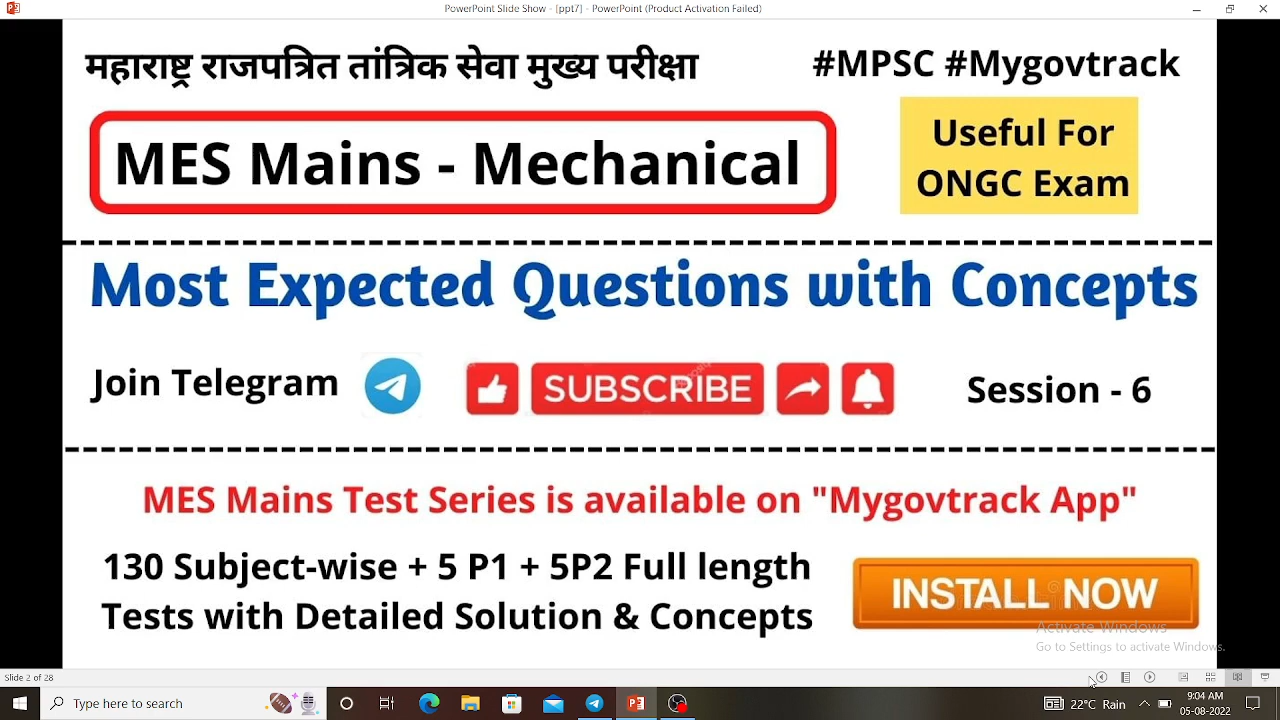 PowerPoint Slide Show - [ppt7] - PowerPoint (Product Activation Failed)
महाराष्ट्र राजपत्रित तांत्रिक सेवा मुख्य परीक्षा
#MPSC #Mygovtrack
MES Mains - Mechanical
Useful For
ONGC Exam
Most Expected Questions with Concepts
Join Telegram
SUBSCRIBE
Session - 6
MES Mains Test Series is available on "Mygovtrack App"
130 Subject-wise + 5 P1 + 5P2 Full length
Tests with Detailed Solution & Concepts
INSTALL NOW
Activate Windows
Go to Settings to activate Windows.
Slide 2 of 28
Type here to search
22°C Rain
9:04 AM
05-08-2022